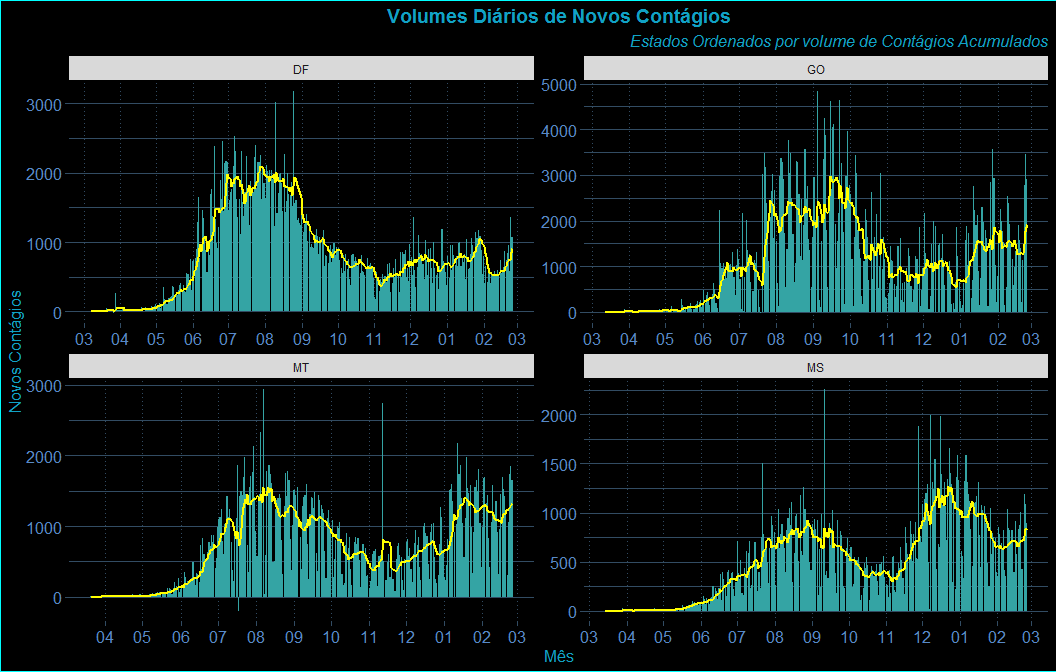 Volumes Diários de Novos Contágios
Estados Ordenados por volume de Contágios Acumulados
DF
GO
3000
2000
1000
0
5000
4000
3000
2000
1000
0
03 04 05 06 07 08 09 10 11 12 01 02 03
03 04 05 06 07 08 09 10 11 12 01 02 03
Novos Contágios
MT
MS
3000
2000
1000
0
2000
1500
1000
500
0
04 05 06 07 08 09 10 11 12 01 02 03
03 04 05 06 07 08 09 10 11 12 01 02 03
Mês